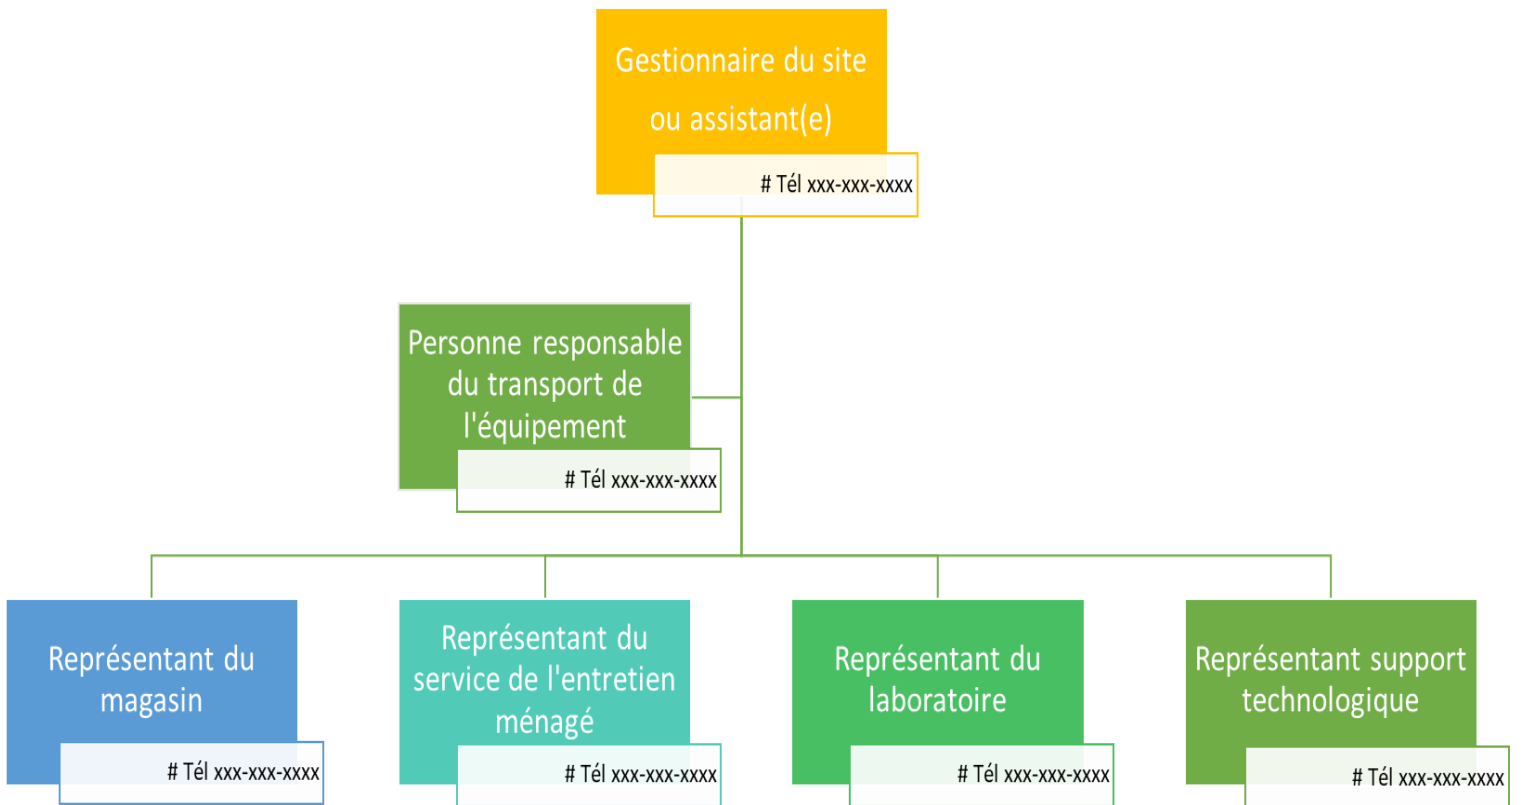 Gestionnaire du site
ou assistant(e)
# Tél xxx-xxx-xxxx
Personne responsable
du transport de
l'équipement
# Tél xxx-xxx-xxxx
Représentant du
magasin
# Tél xxx-xxx-xxxx
Représentant du
service de l'entretien
ménagé
# Tél xxx-xxx-xxxx
Représentant du
laboratoire
# Tél xxx-xxx-xxxx
Représentant support
technologique
# Tél xxx-xxx-xxxx